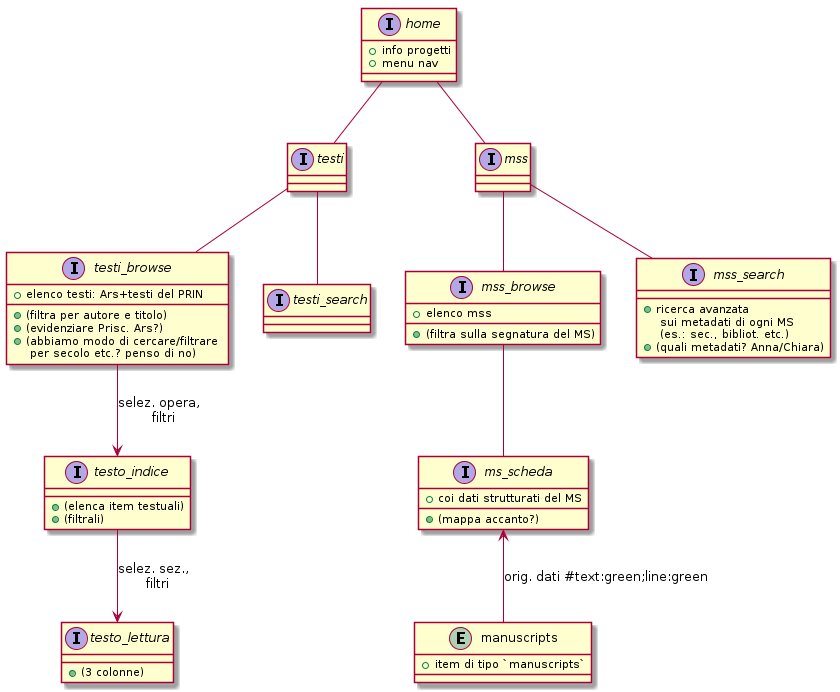 I home
info progetti
menu nav
I testi
I mss
I testi_browse
elenco testi: Ars+testi del PRIN
(filtra per autore e titolo)
(evidenziare Prisc. Ars?)
(abbiamo modo di cercare/filtrare
per secolo etc.? penso di no)
I testi_search
I mss_browse
elenco mss
(filtra sulla segnatura del MS)
I mss_search
ricerca avanzata
sui metadati di ogni MS
(es.: sec., bibliot. etc.)
(quali metadati? Anna/Chiara)
selez. opera,
filtri
I testo_indice
(elenca item testuali)
(filtrali)
I ms_scheda
coi dati strutturati del MS
(mappa accanto?)
selez. sez.,
filtri
orig. dati #text:green;line:green
I testo_lettura
(3 colonne)
E manuscripts
item di tipo `manuscripts`